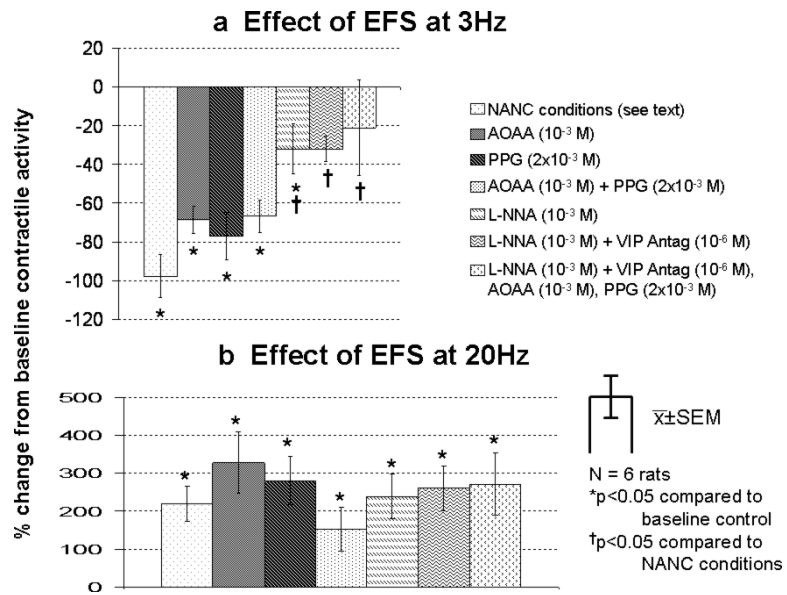 a Effect of EFS at 3Hz
% change from baseline contractile activity
20
0
-20
-40
-60
-80
-100
-120
*
*
*
*
*
†
†
†
NANC conditions (see text)
AOAA (10⁻³ M)
PPG (2x10⁻³ M)
AOAA (10⁻³ M) + PPG (2x10⁻³ M)
L-NNA (10⁻³ M)
L-NNA (10⁻³ M) + VIP Antag (10⁻⁶ M)
L-NNA (10⁻³ M) + VIP Antag (10⁻⁶ M),
AOAA (10⁻³ M), PPG (2x10⁻³ M)
b Effect of EFS at 20Hz
500
400
300
200
100
0
*
*
*
*
*
*
*
x̅±SEM
N = 6 rats
*p<0.05 compared to
baseline control
†p<0.05 compared to
NANC conditions